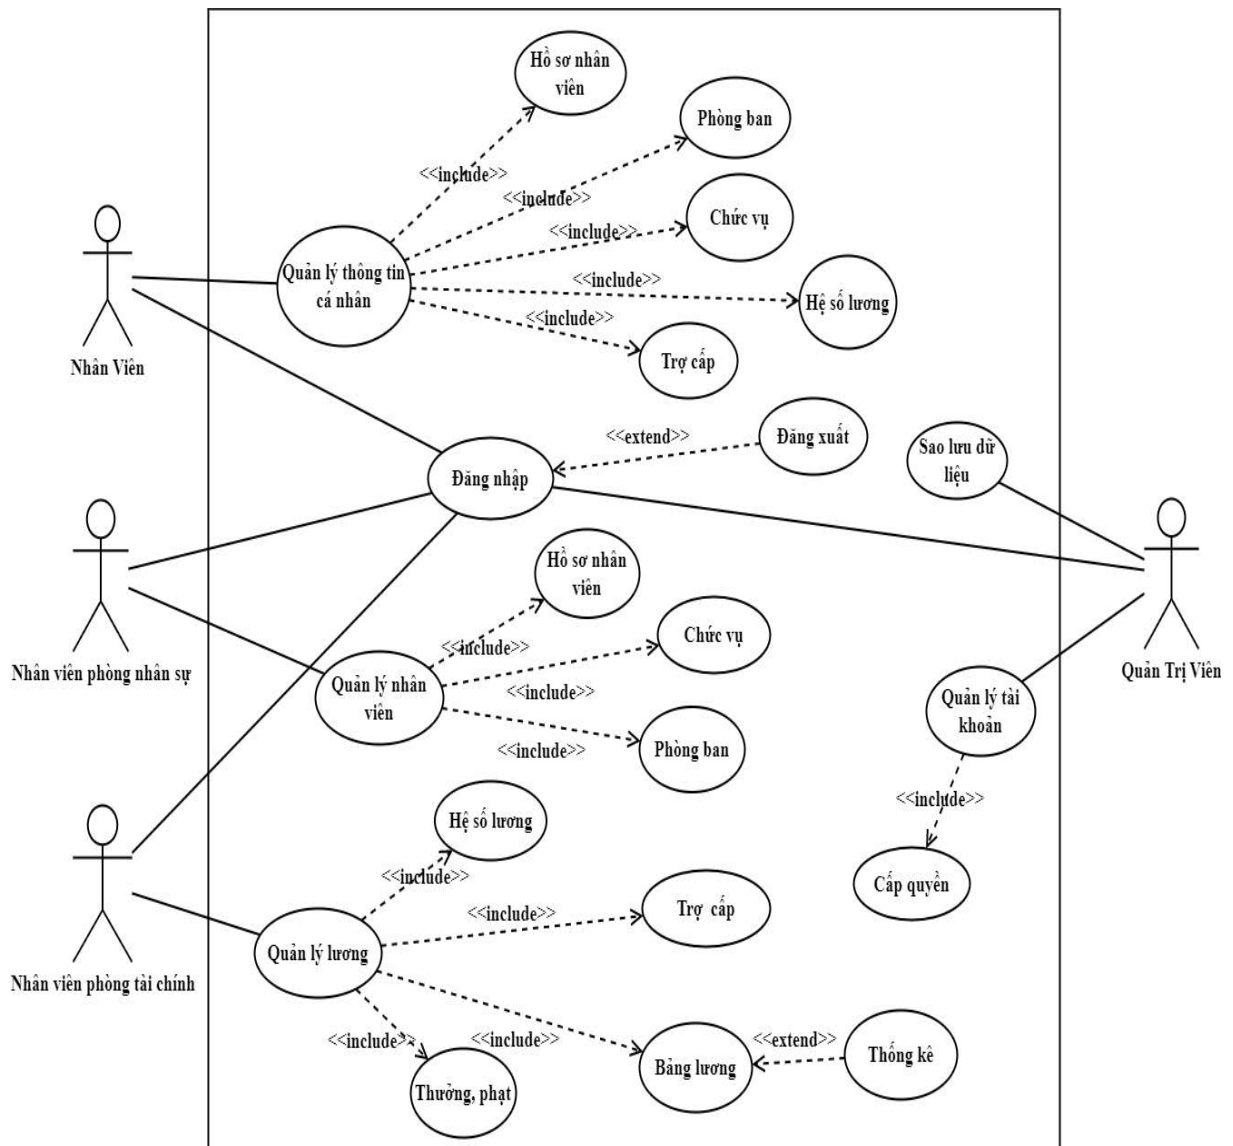 Hồ sơ nhân
viên
Phòng ban
<<include>>
<<include>>
Chức vụ
<<include>>
Quản lý thông tin
cá nhân
<<include>>
Hệ số lương
<<include>>
Trợ cấp
Nhân Viên
<<extend>>
Đăng xuất
Sao lưu dữ
liệu
Đăng nhập
Hồ sơ nhân
viên
Chức vụ
<<include>>
Nhân viên phòng nhân sự
Quản lý nhân
viên
<<include>>
Quản Trị Viên
Quản lý tài
khoản
<<include>>
Phòng ban
<<include>>
Hệ số lương
<<include>>
Cấp quyền
<<include>>
Trợ cấp
Quản lý lương
Nhân viên phòng tài chính
<<include>>
<<include>>
<<extend>>
Thống kê
Bảng lương
Thưởng, phạt